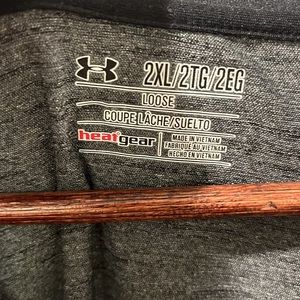 2XL/2TG/2EG
LOOSE
COUPE LÂCHE/SUELTO
heatgear
MADE IN VIETNAM
FABRIQUÉ AU VIETNAM
HECHO EN VIETNAM